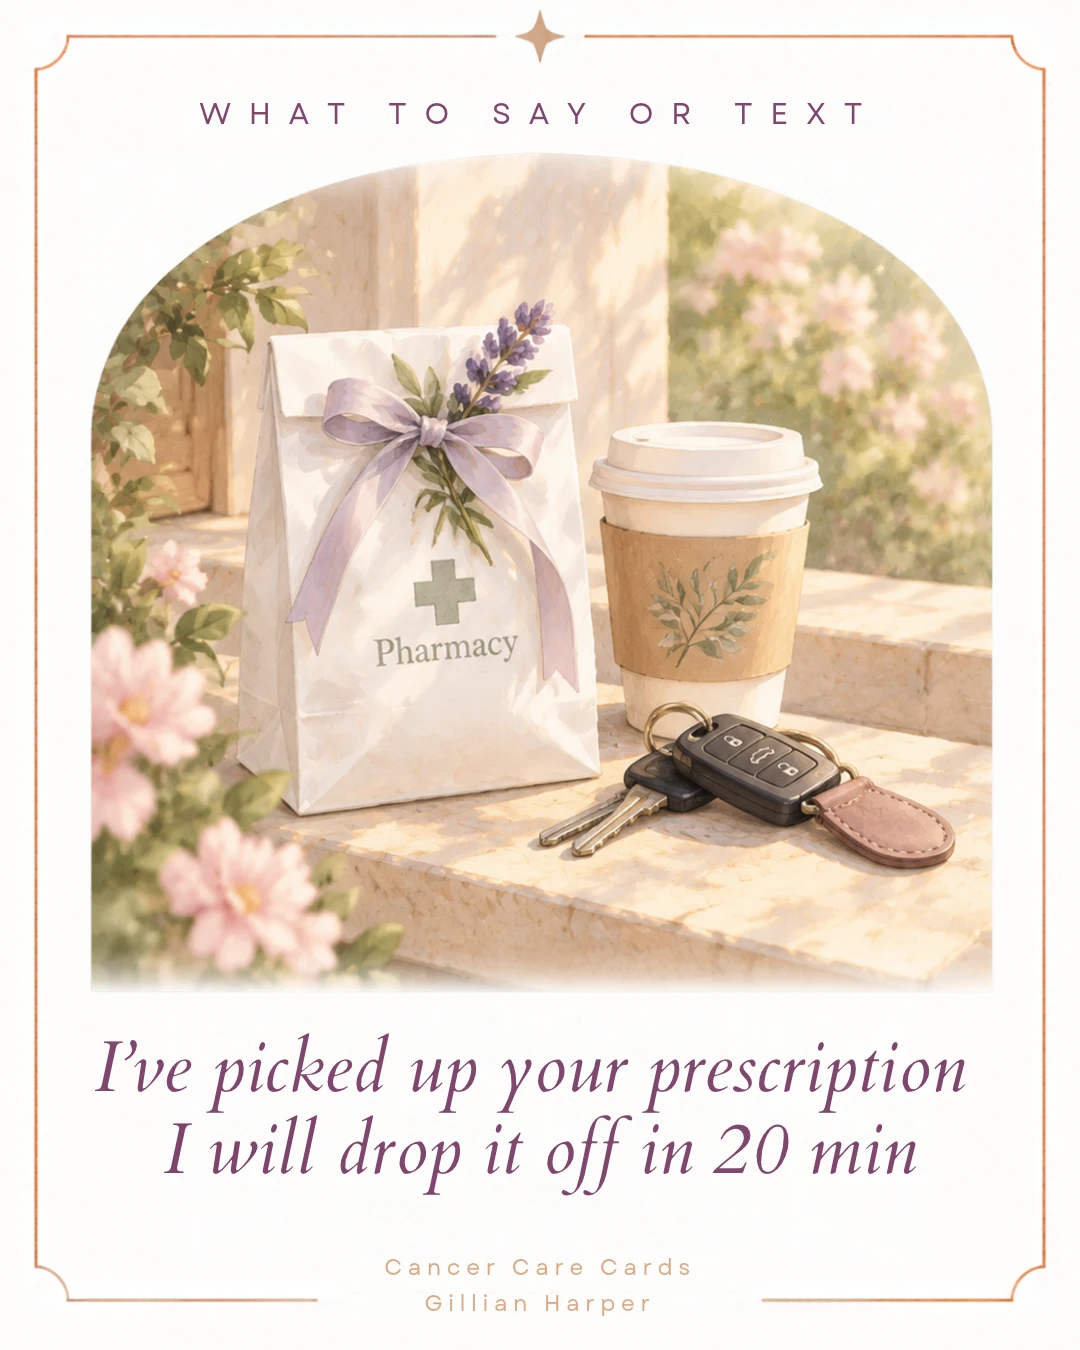 WHAT TO SAY OR TEXT
Pharmacy
I’ve picked up your prescription
I will drop it off in 20 min
Cancer Care Cards
Gillian Harper